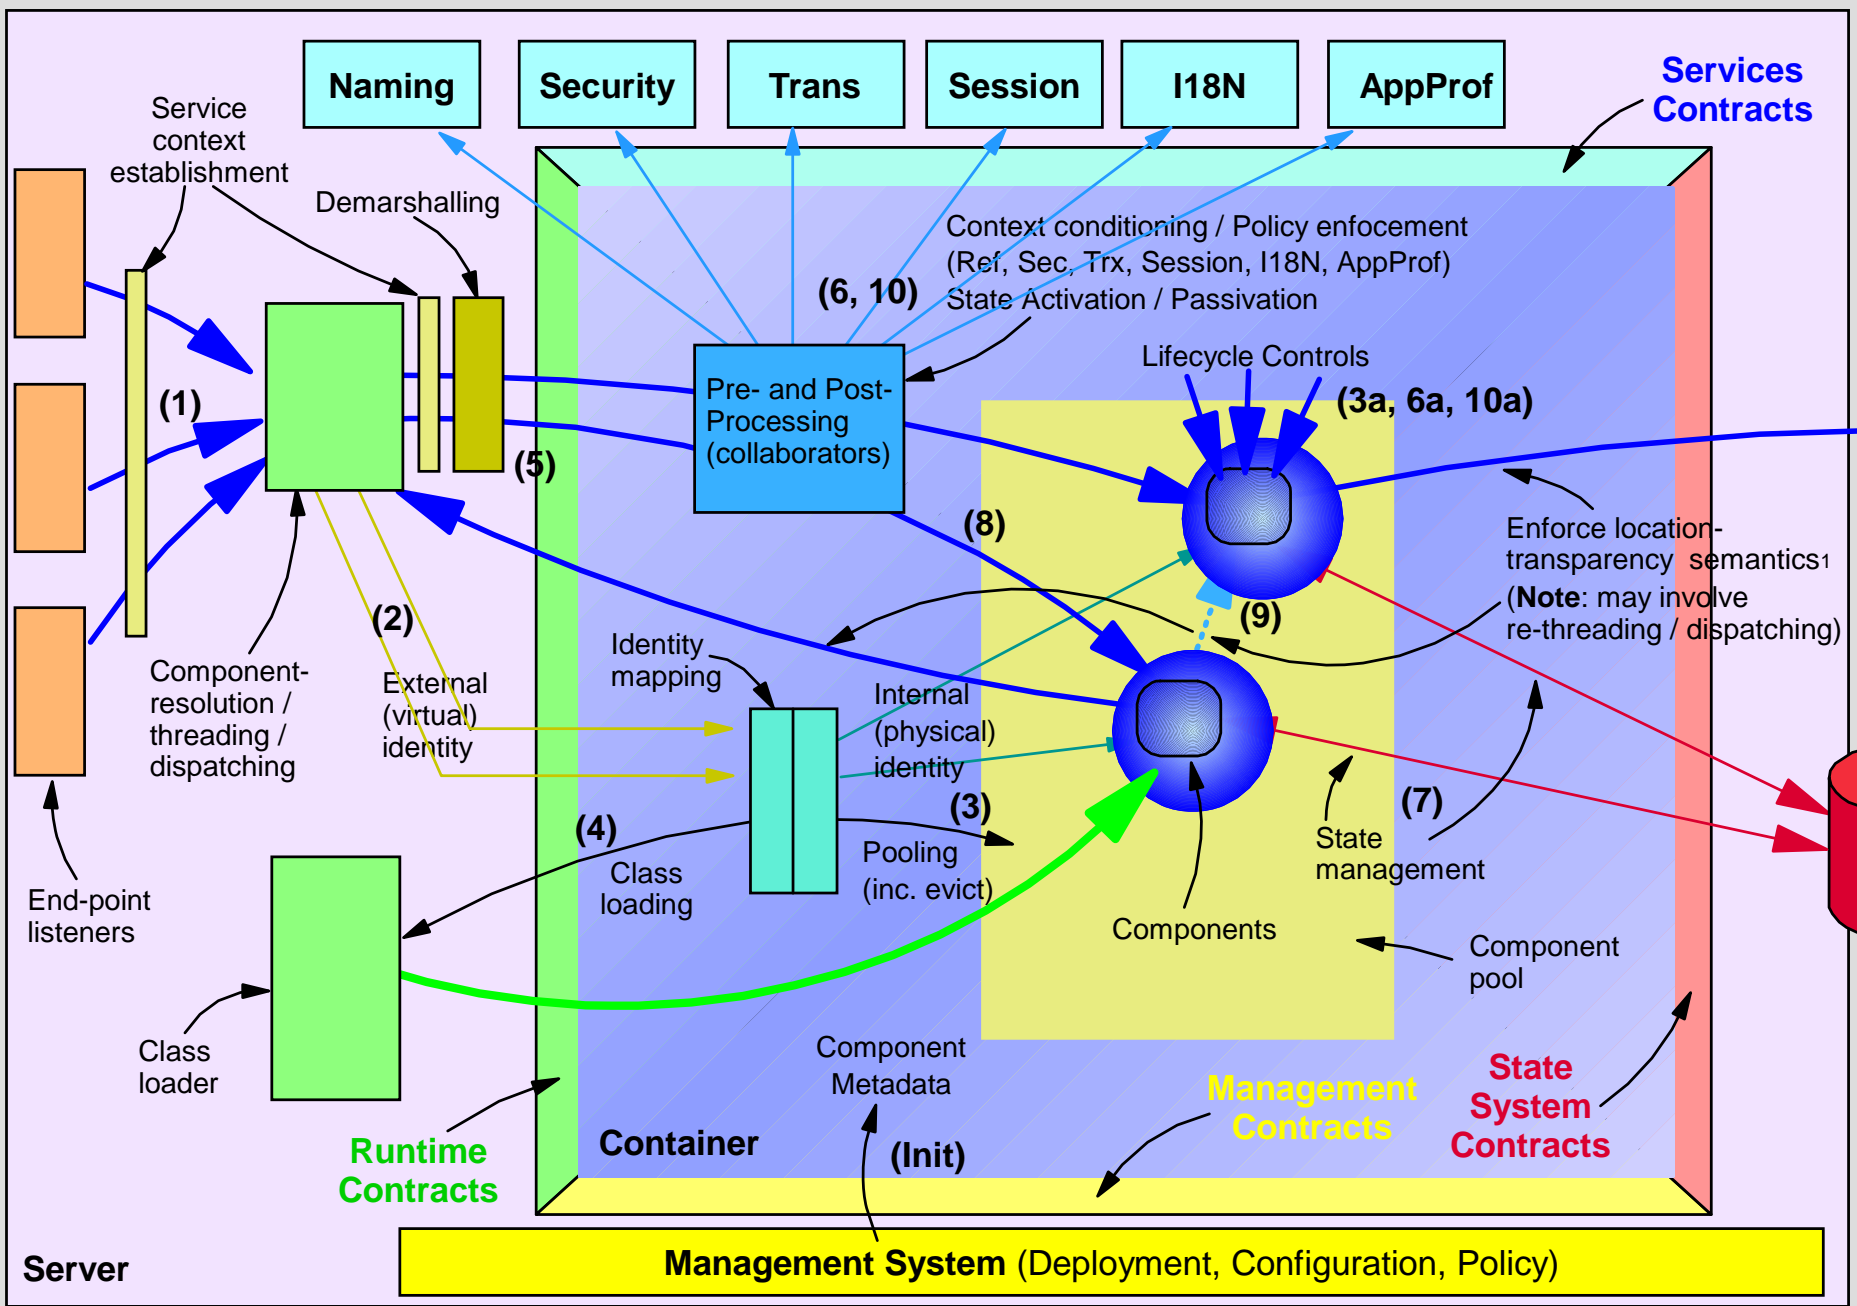 Naming
Security
Trans
Session
I18N
AppProf
Services
Contracts
Service
context
establishment
Demarshalling
Context conditioning / Policy enfocement
(Ref, Sec, Trx, Session, I18N, AppProf)
State Activation / Passivation
(6, 10)
Lifecycle Controls
(3a, 6a, 10a)
(1)
Pre- and Post-
Processing
(collaborators)
(5)
(8)
Enforce location-
transparency semantics1
(Note: may involve
re-threading / dispatching)
(2)
(9)
Identity
mapping
Component-
resolution /
threading /
dispatching
External
(virtual)
identity
Internal
(physical)
identity
(3)
(4)
(7)
Pooling
(inc. evict)
Class
loading
State
management
End-point
listeners
Components
Component
pool
Class
loader
Component
Metadata
Management
Contracts
State
System
Contracts
Runtime
Contracts
Container
(Init)
Server
Management System (Deployment, Configuration, Policy)